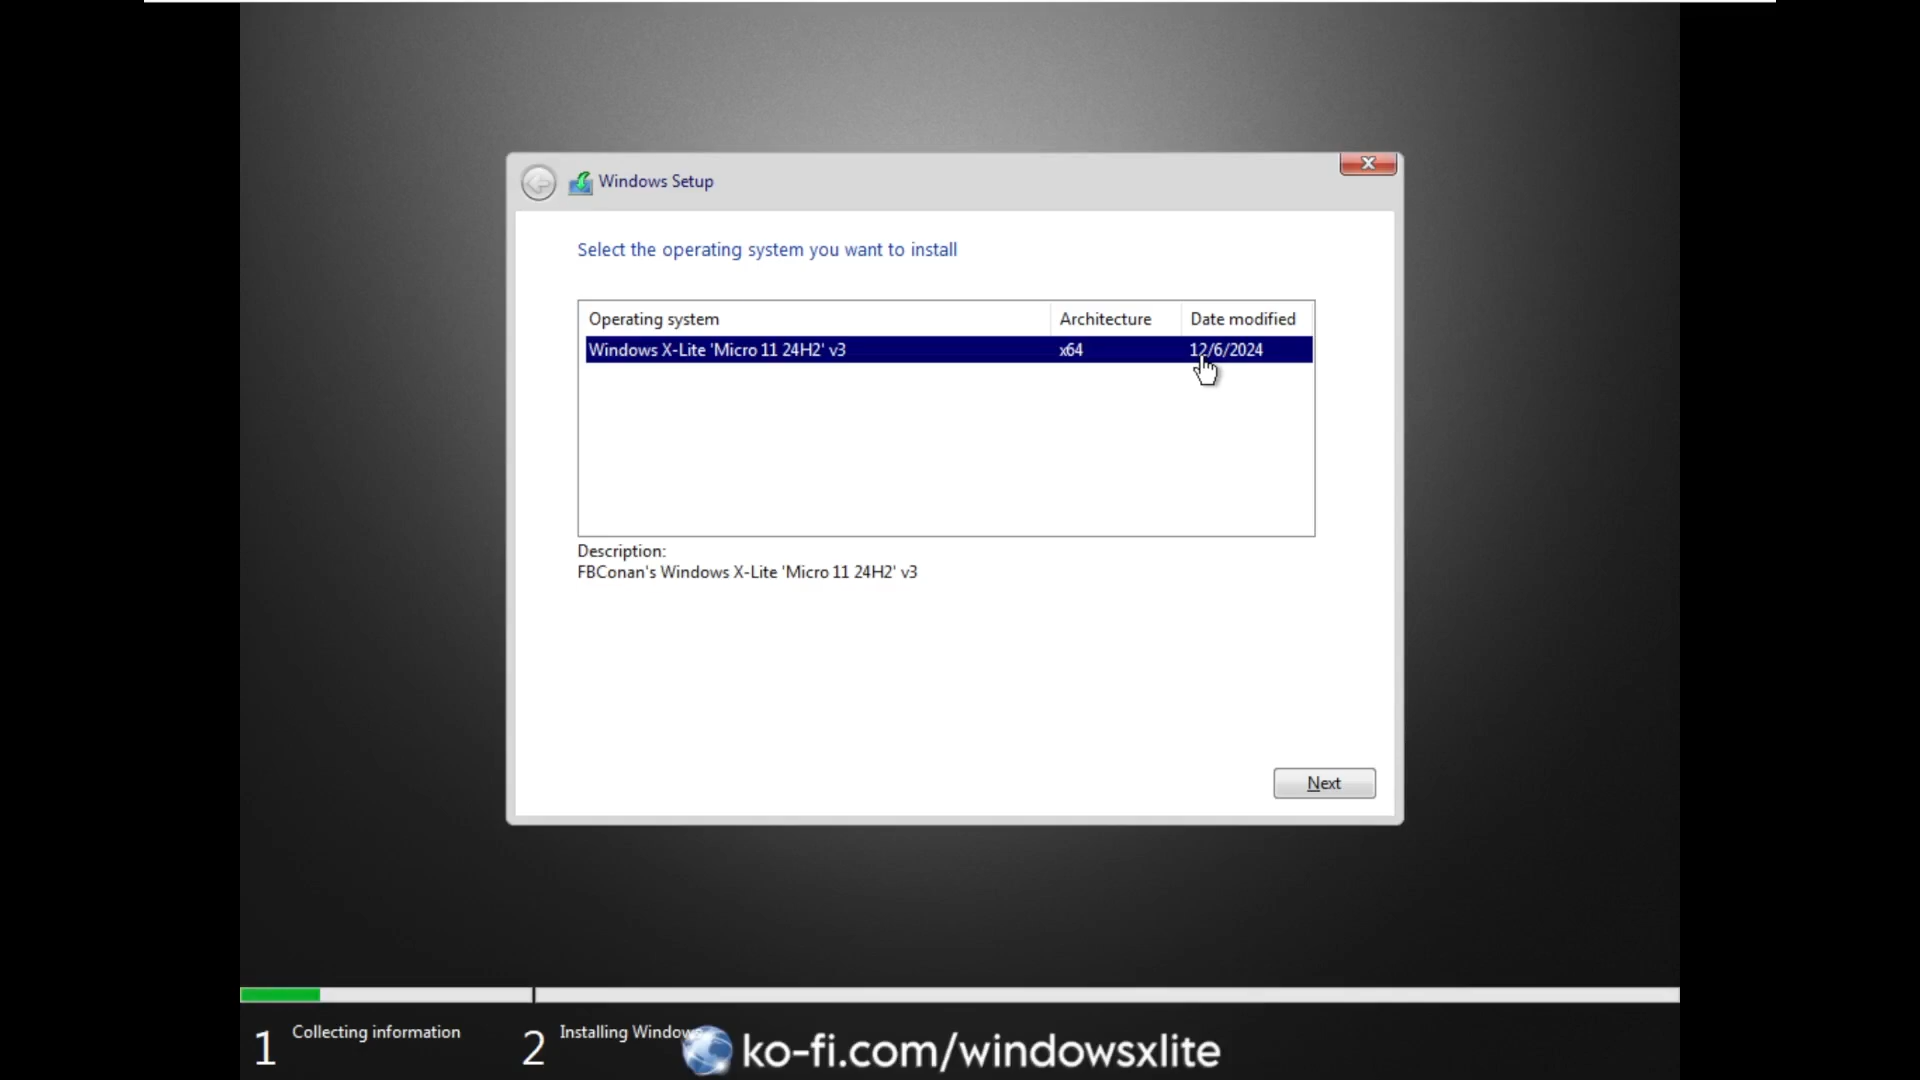 Windows Setup
Select the operating system you want to install
Operating system Architecture Date modified
Windows X-Lite 'Micro 11 24H2' v3 x64 12/6/2024
Description:
FBConan's Windows X-Lite 'Micro 11 24H2' v3
Next
1 Collecting information 2 Installing Windows
ko-fi.com/windowsxlite